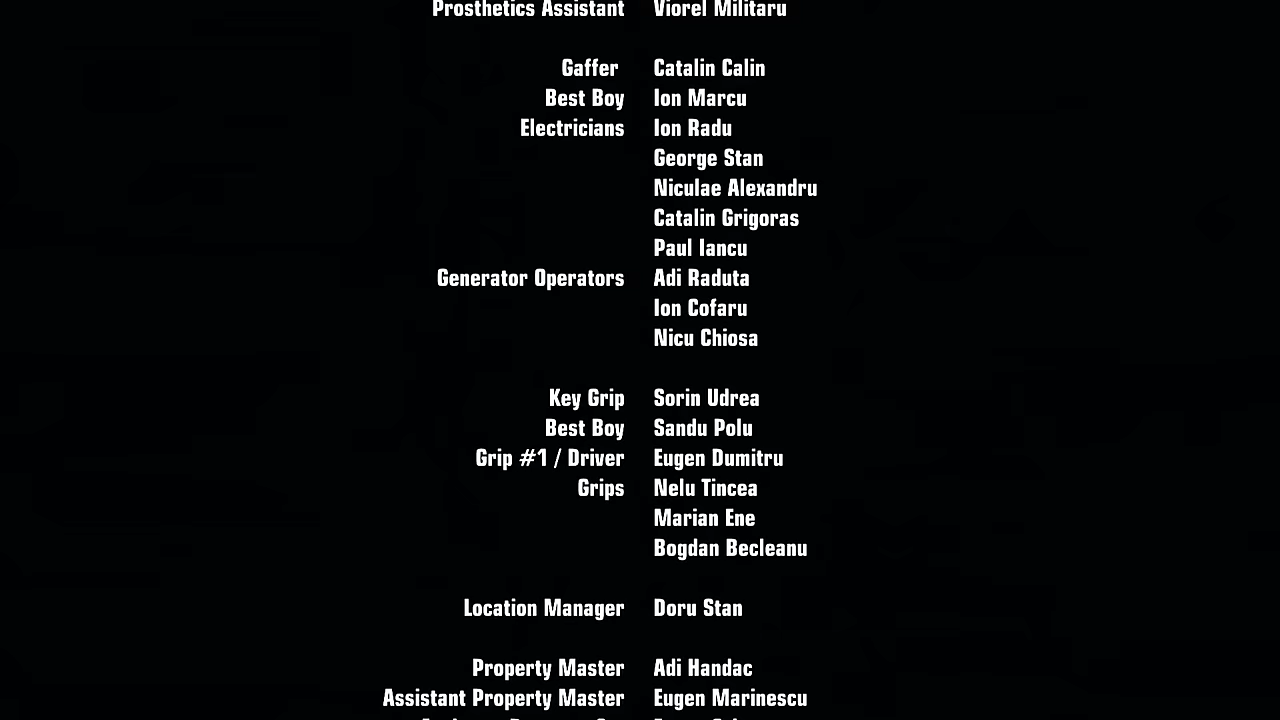 Prosthetics Assistant Viorel Militaru
Gaffer Catalin Calin
Best Boy Ion Marcu
Electricians Ion Radu
George Stan
Niculae Alexandru
Catalin Grigoras
Paul Iancu
Generator Operators Adi Raduta
Ion Cofaru
Nicu Chiosa
Key Grip Sorin Udrea
Best Boy Sandu Polu
Grip #1 / Driver Eugen Dumitru
Grips Nelu Tincea
Marian Ene
Bogdan Becleanu
Location Manager Doru Stan
Property Master Adi Handac
Assistant Property Master Eugen Marinescu